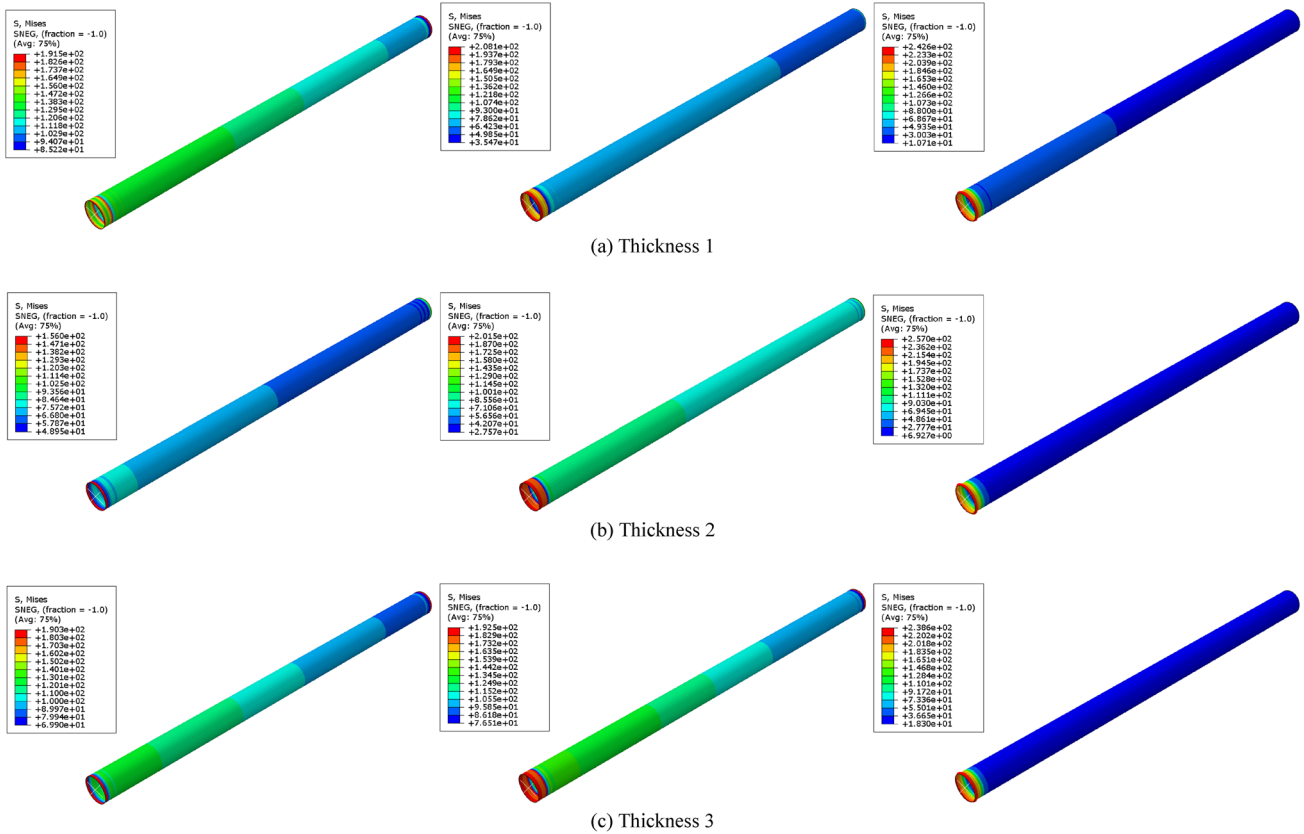 S, Mises
SNEG, (fraction = -1.0)
(Avg: 75%)
+1.915e+02
+1.826e+02
+1.737e+02
+1.649e+02
+1.560e+02
+1.472e+02
+1.383e+02
+1.295e+02
+1.206e+02
+1.118e+02
+1.029e+02
+9.407e+01
+8.522e+01
S, Mises
SNEG, (fraction = -1.0)
(Avg: 75%)
+2.081e+02
+1.937e+02
+1.793e+02
+1.649e+02
+1.505e+02
+1.362e+02
+1.218e+02
+1.074e+02
+9.300e+01
+7.862e+01
+6.423e+01
+4.985e+01
+3.547e+01
S, Mises
SNEG, (fraction = -1.0)
(Avg: 75%)
+2.426e+02
+2.233e+02
+2.039e+02
+1.846e+02
+1.653e+02
+1.460e+02
+1.266e+02
+1.073e+02
+8.800e+01
+6.867e+01
+4.935e+01
+3.003e+01
+1.071e+01
(a) Thickness 1
S, Mises
SNEG, (fraction = -1.0)
(Avg: 75%)
+1.560e+02
+1.471e+02
+1.382e+02
+1.293e+02
+1.203e+02
+1.114e+02
+1.025e+02
+9.356e+01
+8.464e+01
+7.572e+01
+6.680e+01
+5.787e+01
+4.895e+01
S, Mises
SNEG, (fraction = -1.0)
(Avg: 75%)
+2.015e+02
+1.870e+02
+1.725e+02
+1.580e+02
+1.435e+02
+1.290e+02
+1.145e+02
+1.001e+02
+8.556e+01
+7.106e+01
+5.656e+01
+4.207e+01
+2.757e+01
S, Mises
SNEG, (fraction = -1.0)
(Avg: 75%)
+2.570e+02
+2.362e+02
+2.154e+02
+1.945e+02
+1.737e+02
+1.528e+02
+1.320e+02
+1.111e+02
+9.030e+01
+6.945e+01
+4.861e+01
+2.777e+01
+6.927e+00
(b) Thickness 2
S, Mises
SNEG, (fraction = -1.0)
(Avg: 75%)
+1.903e+02
+1.803e+02
+1.703e+02
+1.602e+02
+1.502e+02
+1.401e+02
+1.301e+02
+1.201e+02
+1.100e+02
+1.000e+02
+8.997e+01
+7.994e+01
+6.990e+01
S, Mises
SNEG, (fraction = -1.0)
(Avg: 75%)
+1.925e+02
+1.829e+02
+1.732e+02
+1.635e+02
+1.539e+02
+1.442e+02
+1.345e+02
+1.249e+02
+1.152e+02
+1.055e+02
+9.585e+01
+8.618e+01
+7.651e+01
S, Mises
SNEG, (fraction = -1.0)
(Avg: 75%)
+2.386e+02
+2.202e+02
+2.018e+02
+1.835e+02
+1.651e+02
+1.468e+02
+1.284e+02
+1.101e+02
+9.172e+01
+7.336e+01
+5.501e+01
+3.665e+01
+1.830e+01
(c) Thickness 3